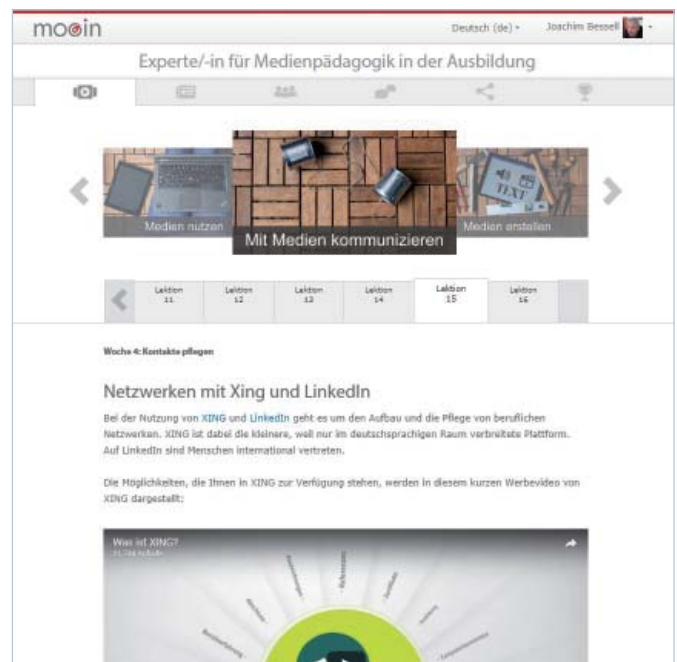 mooin
Deutsch (de)
Joachim Bessell
Experte/-in für Medienpädagogik in der Ausbildung
Medien nutzen
Mit Medien kommunizieren
TEXT
Medien erstellen
Lektion 11
Lektion 12
Lektion 13
Lektion 14
Lektion 15
Lektion 16
Woche 4: Kontakte pflegen
Netzwerken mit Xing und LinkedIn
Bei der Nutzung von XING und LinkedIn geht es um den Aufbau und die Pflege von beruflichen
Netzwerken. XING ist dabei die kleinere, weil nur im deutschsprachigen Raum verbreitete Plattform.
Auf LinkedIn sind Menschen international vertreten.
Die Möglichkeiten, die Ihnen in XING zur Verfügung stehen, werden in diesem kurzen Werbevideo von
XING dargestellt:
Was ist XING?